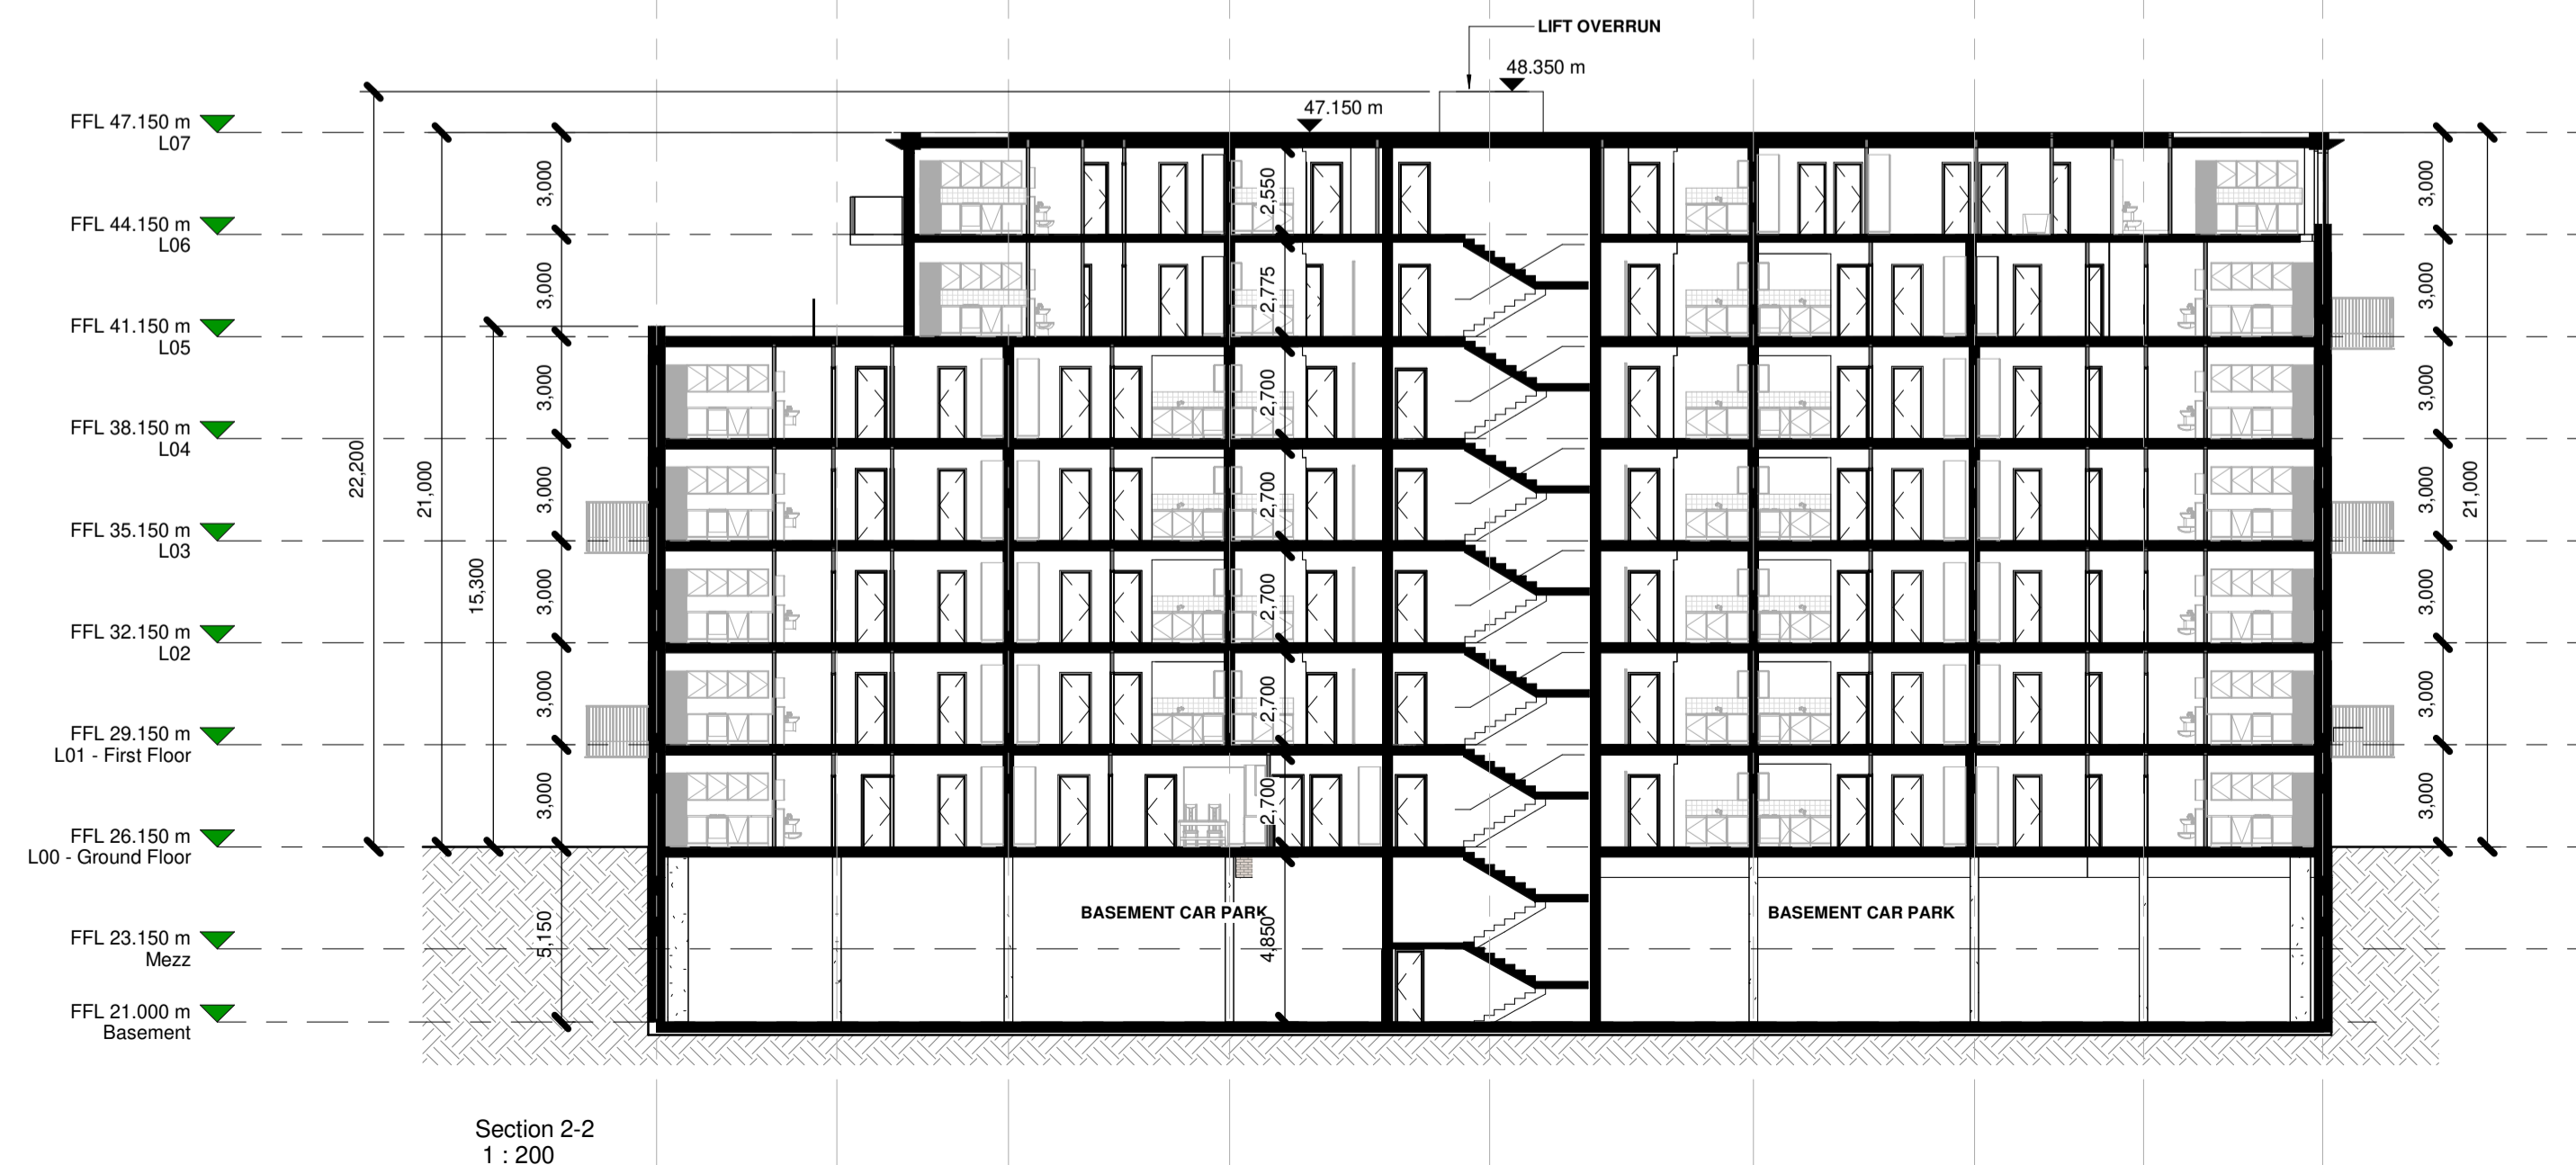 LIFT OVERRUN
48.350 m
47.150 m
FFL 47.150 m
L07
FFL 44.150 m
L06
FFL 41.150 m
L05
FFL 38.150 m
L04
FFL 35.150 m
L03
FFL 32.150 m
L02
FFL 29.150 m
L01 - First Floor
FFL 26.150 m
L00 - Ground Floor
FFL 23.150 m
Mezz
FFL 21.000 m
Basement
22,200
21,000
15,300
3,000
3,000
3,000
3,000
3,000
3,000
3,000
5,150
2,550
2,775
2,700
2,700
2,700
2,700
2,700
4,850
BASEMENT CAR PARK
BASEMENT CAR PARK
3,000
3,000
3,000
3,000
3,000
3,000
3,000
21,000
Section 2-2
1 : 200